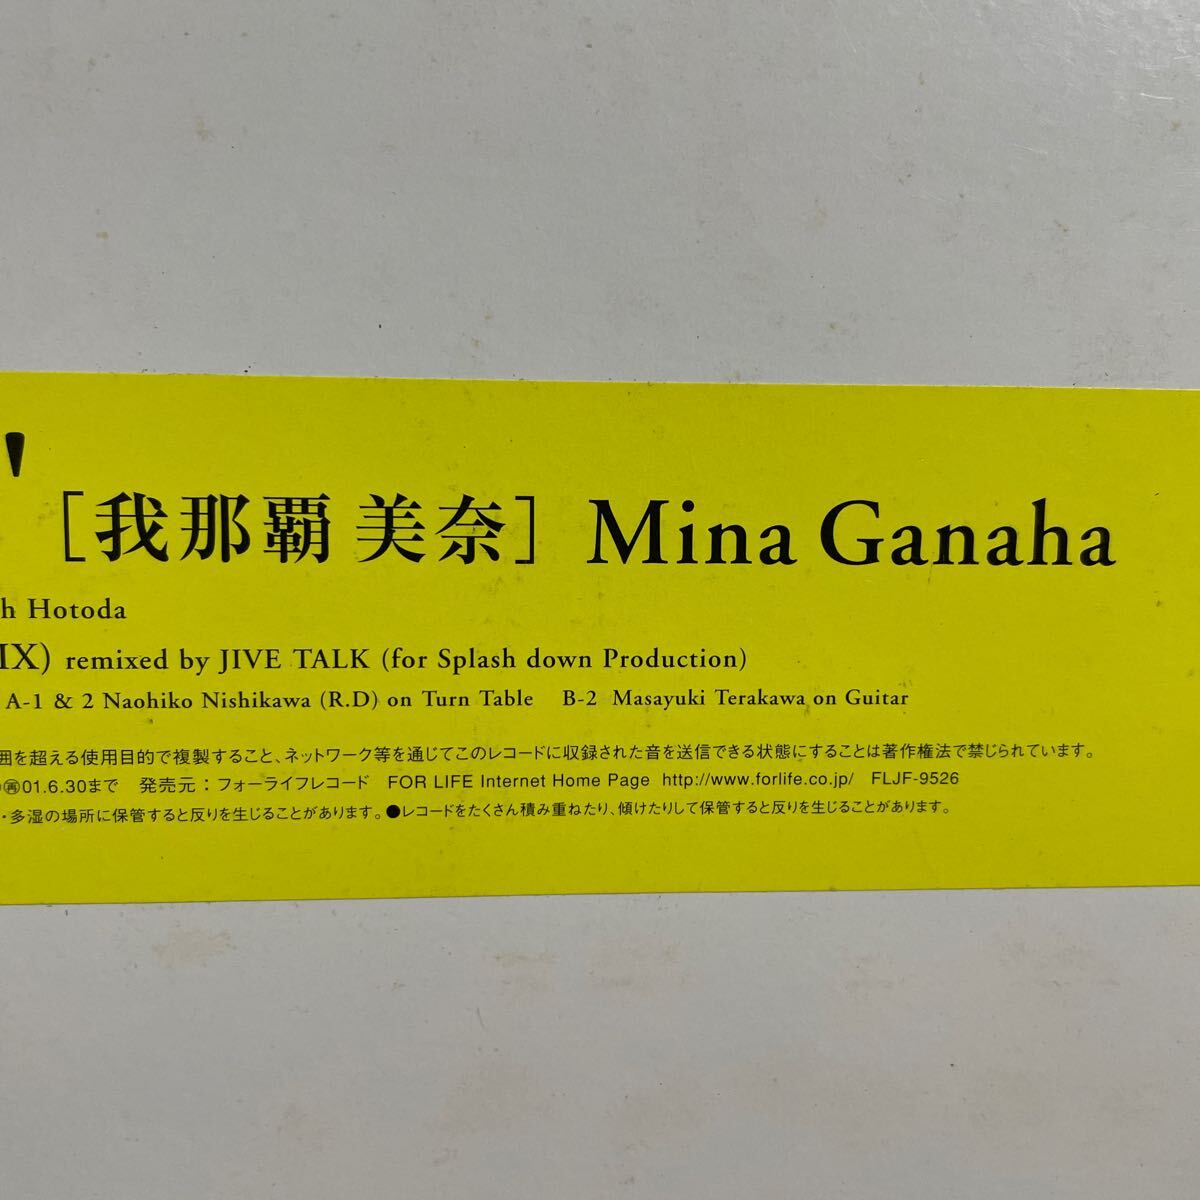 [我那覇 美奈] Mina Ganaha
h Hotoda
IX) remixed by JIVE TALK (for Splash down Production)
A-1 & 2 Naohiko Nishikawa (R.D) on Turn Table B-2 Masayuki Terakawa on Guitar
囲を超える使用目的で複製すること、ネットワーク等を通じてこのレコードに収録された音を送信できる状態にすることは著作権法で禁じられています。
㋐01.6.30まで 発売元：フォーライフレコード FOR LIFE Internet Home Page http://www.forlife.co.jp/ FLJF-9526
・多湿の場所に保管すると反りを生じることがあります。●レコードをたくさん積み重ねたり、傾けたりして保管すると反りを生じることがあります。